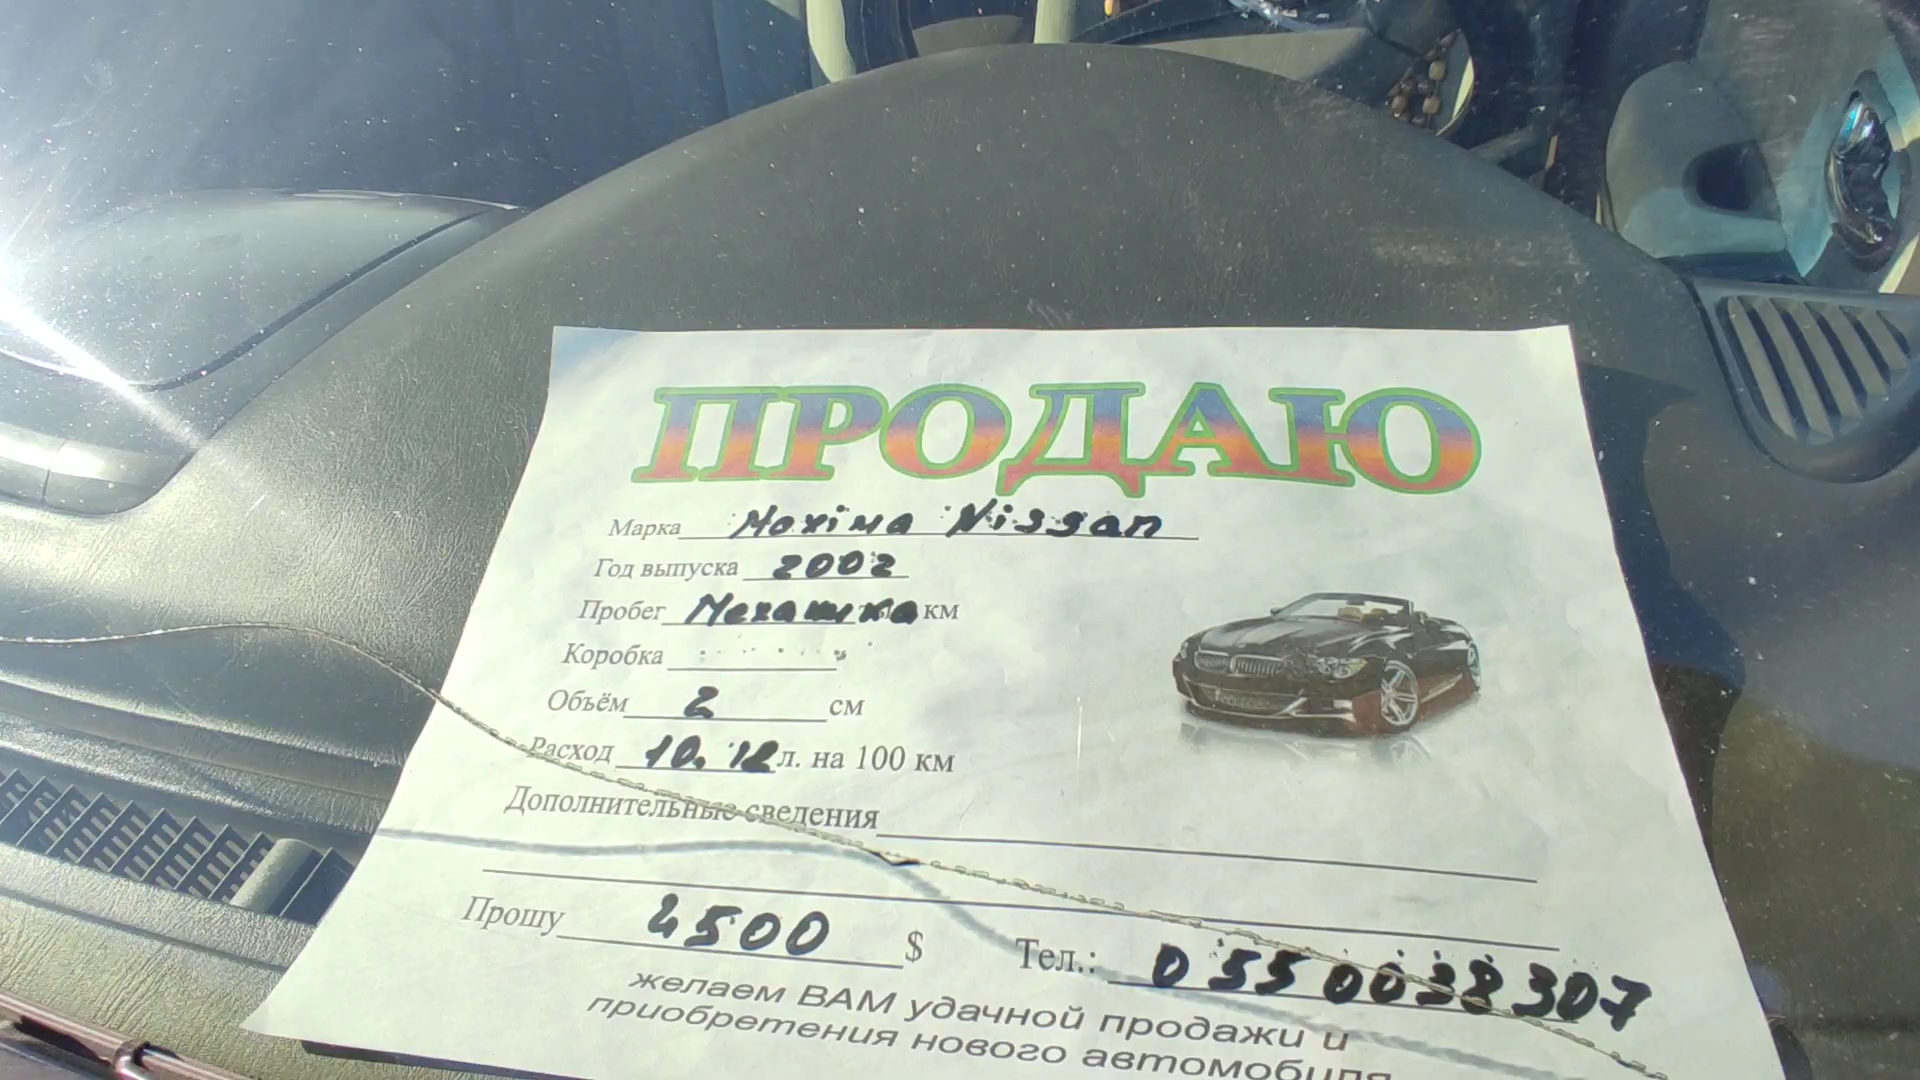 ПРОДАЮ
Марка Maxima Nissan
Год выпуска 2002
Пробег Механика км
Коробка
Объём 2 см
Расход 10.12 л. на 100 км
Дополнительные сведения
Прошу 4500 $ Тел.: 0550038307
желаем ВАМ удачной продажи и
приобретения нового автомобиля